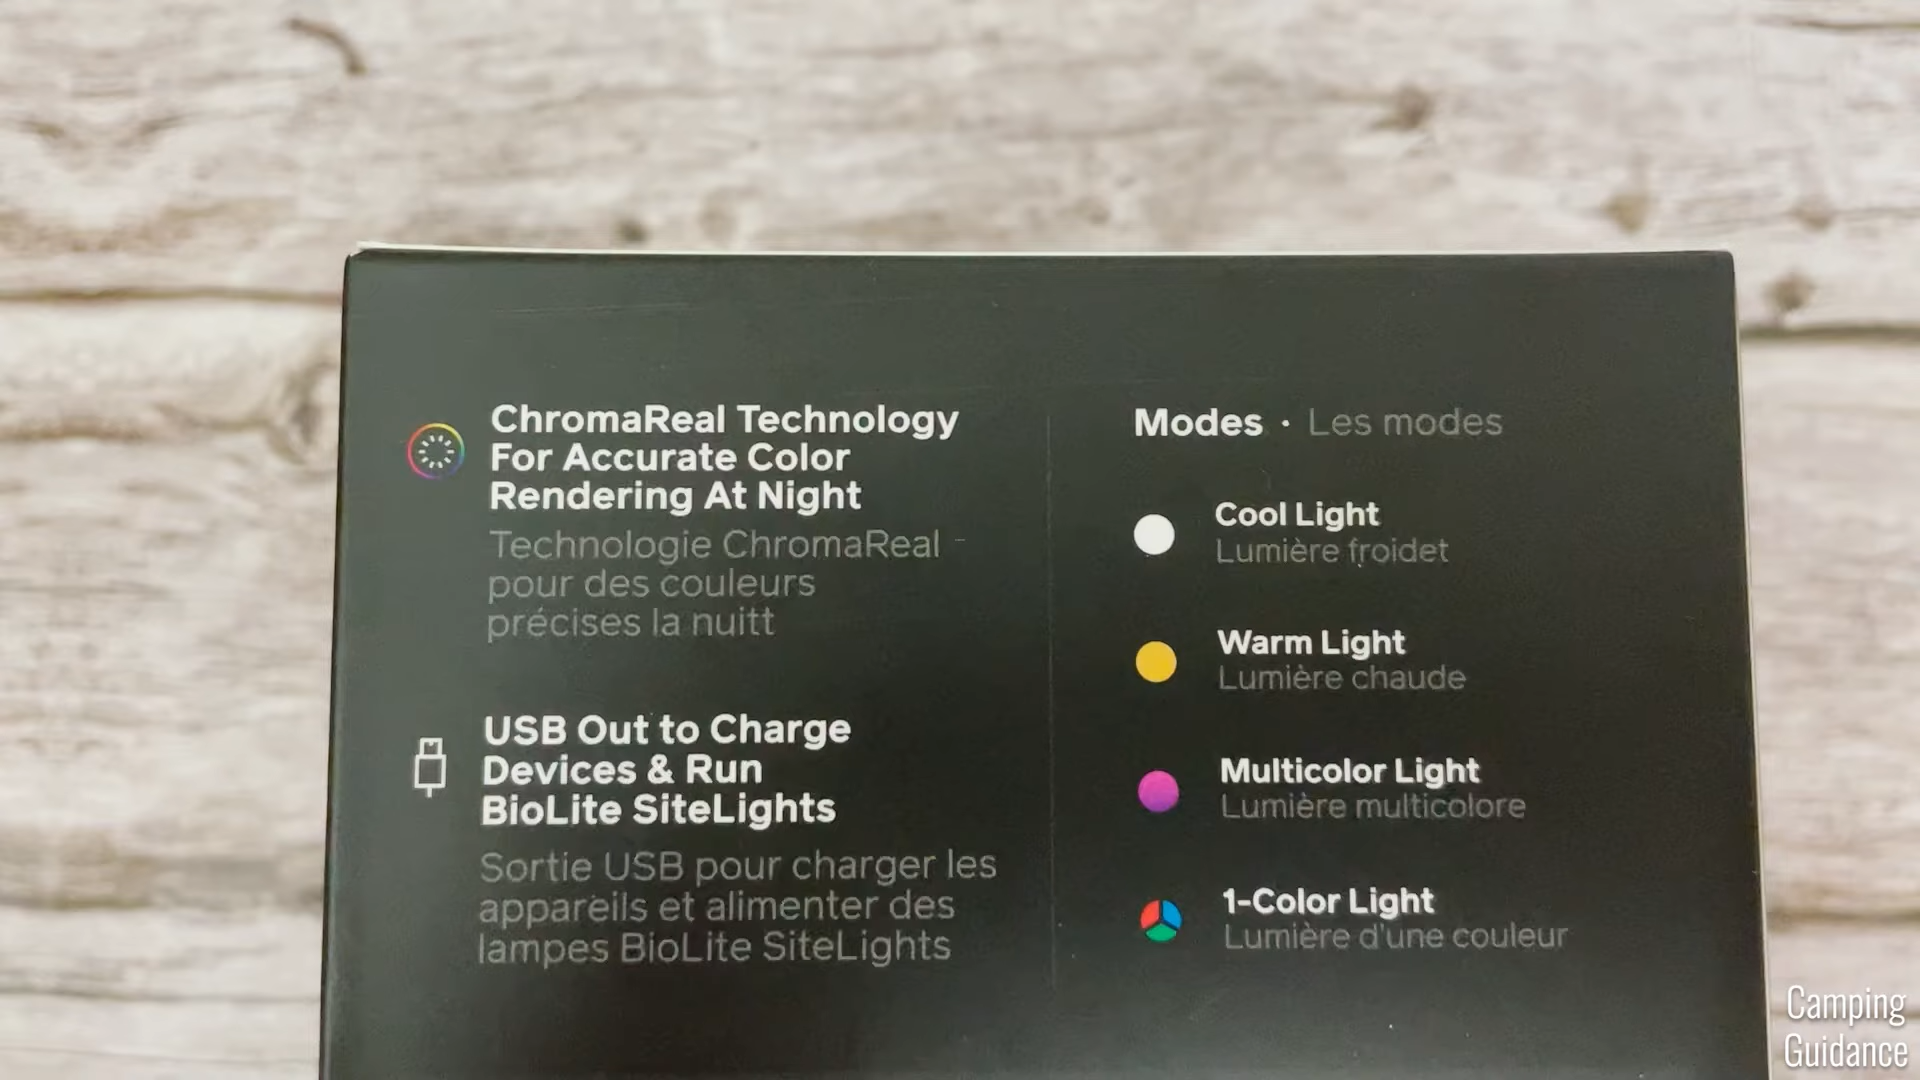 ChromaReal Technology
For Accurate Color
Rendering At Night
Technologie ChromaReal -
pour des couleurs
précises la nuitt
USB Out to Charge
Devices & Run
BioLite SiteLights
Sortie USB pour charger les
appareils et alimenter des
lampes BioLite SiteLights
Modes · Les modes
Cool Light
Lumière froidet
Warm Light
Lumière chaude
Multicolor Light
Lumière multicolore
1-Color Light
Lumière d'une couleur
Camping
Guidance